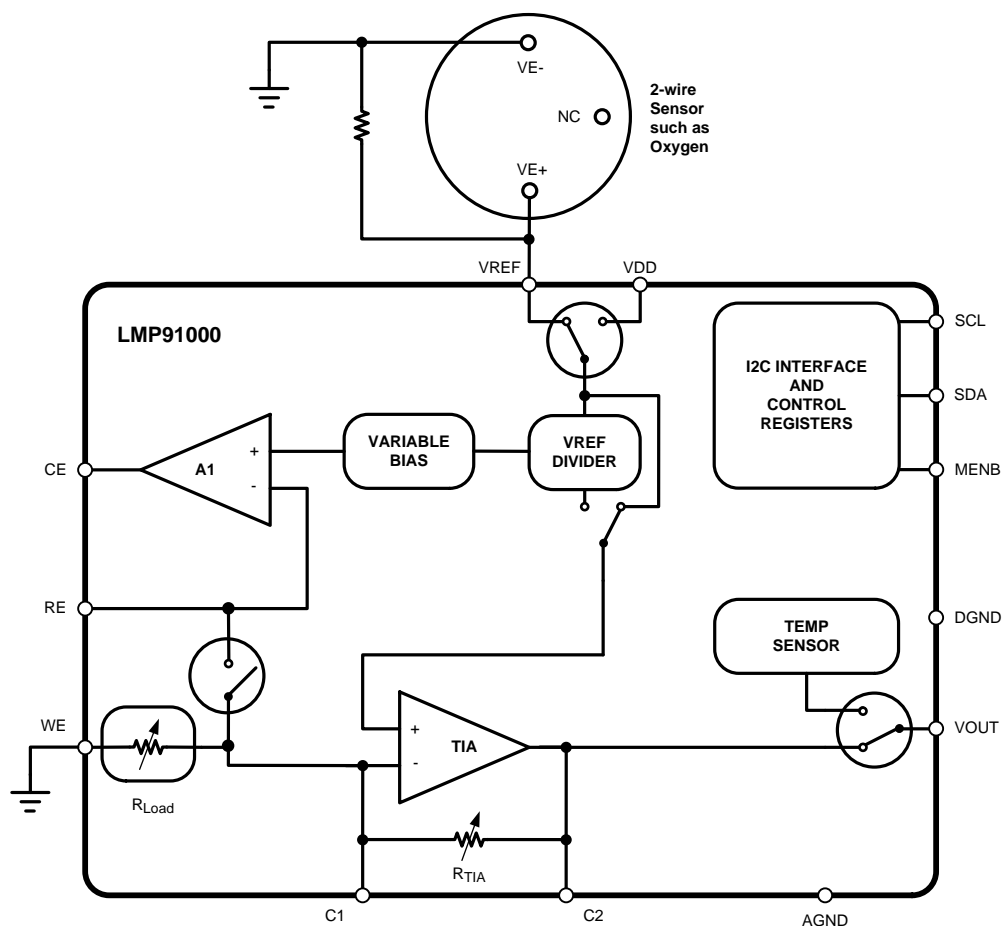 VE-
NC
VE+
2-wire
Sensor
such as
Oxygen
VREF
VDD
LMP91000
SCL
SDA
MENB
I2C INTERFACE
AND
CONTROL
REGISTERS
CE
A1
+
-
VARIABLE
BIAS
VREF
DIVIDER
RE
DGND
TEMP
SENSOR
WE
RLoad
+
-
TIA
VOUT
RTIA
C1
C2
AGND